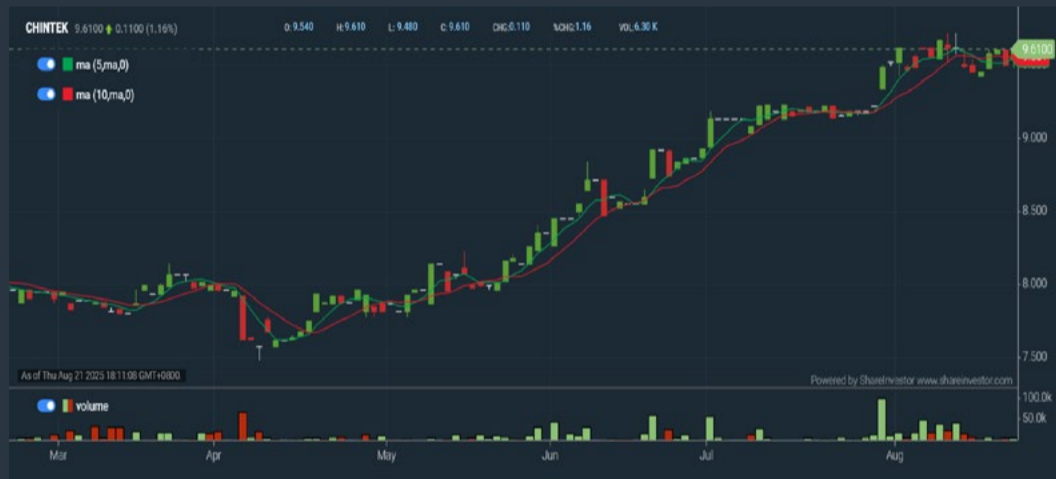 CHINTEK 9.6100 0.1100 (1.16%) O: 9.540 H: 9.610 L: 9.480 C: 9.610 CHG: 0.110 %CHG: 1.16 VOL: 6.30 K
ma (5,ma,0)
ma (10,ma,0)
9.6100
9.000
8.500
8.000
7.500
As of Thu Aug 21 2025 18:11:08 GMT+0800
Powered by ShareInvestor www.shareinvestor.com
volume
100.0k
50.0k
Mar Apr May Jun Jul Aug